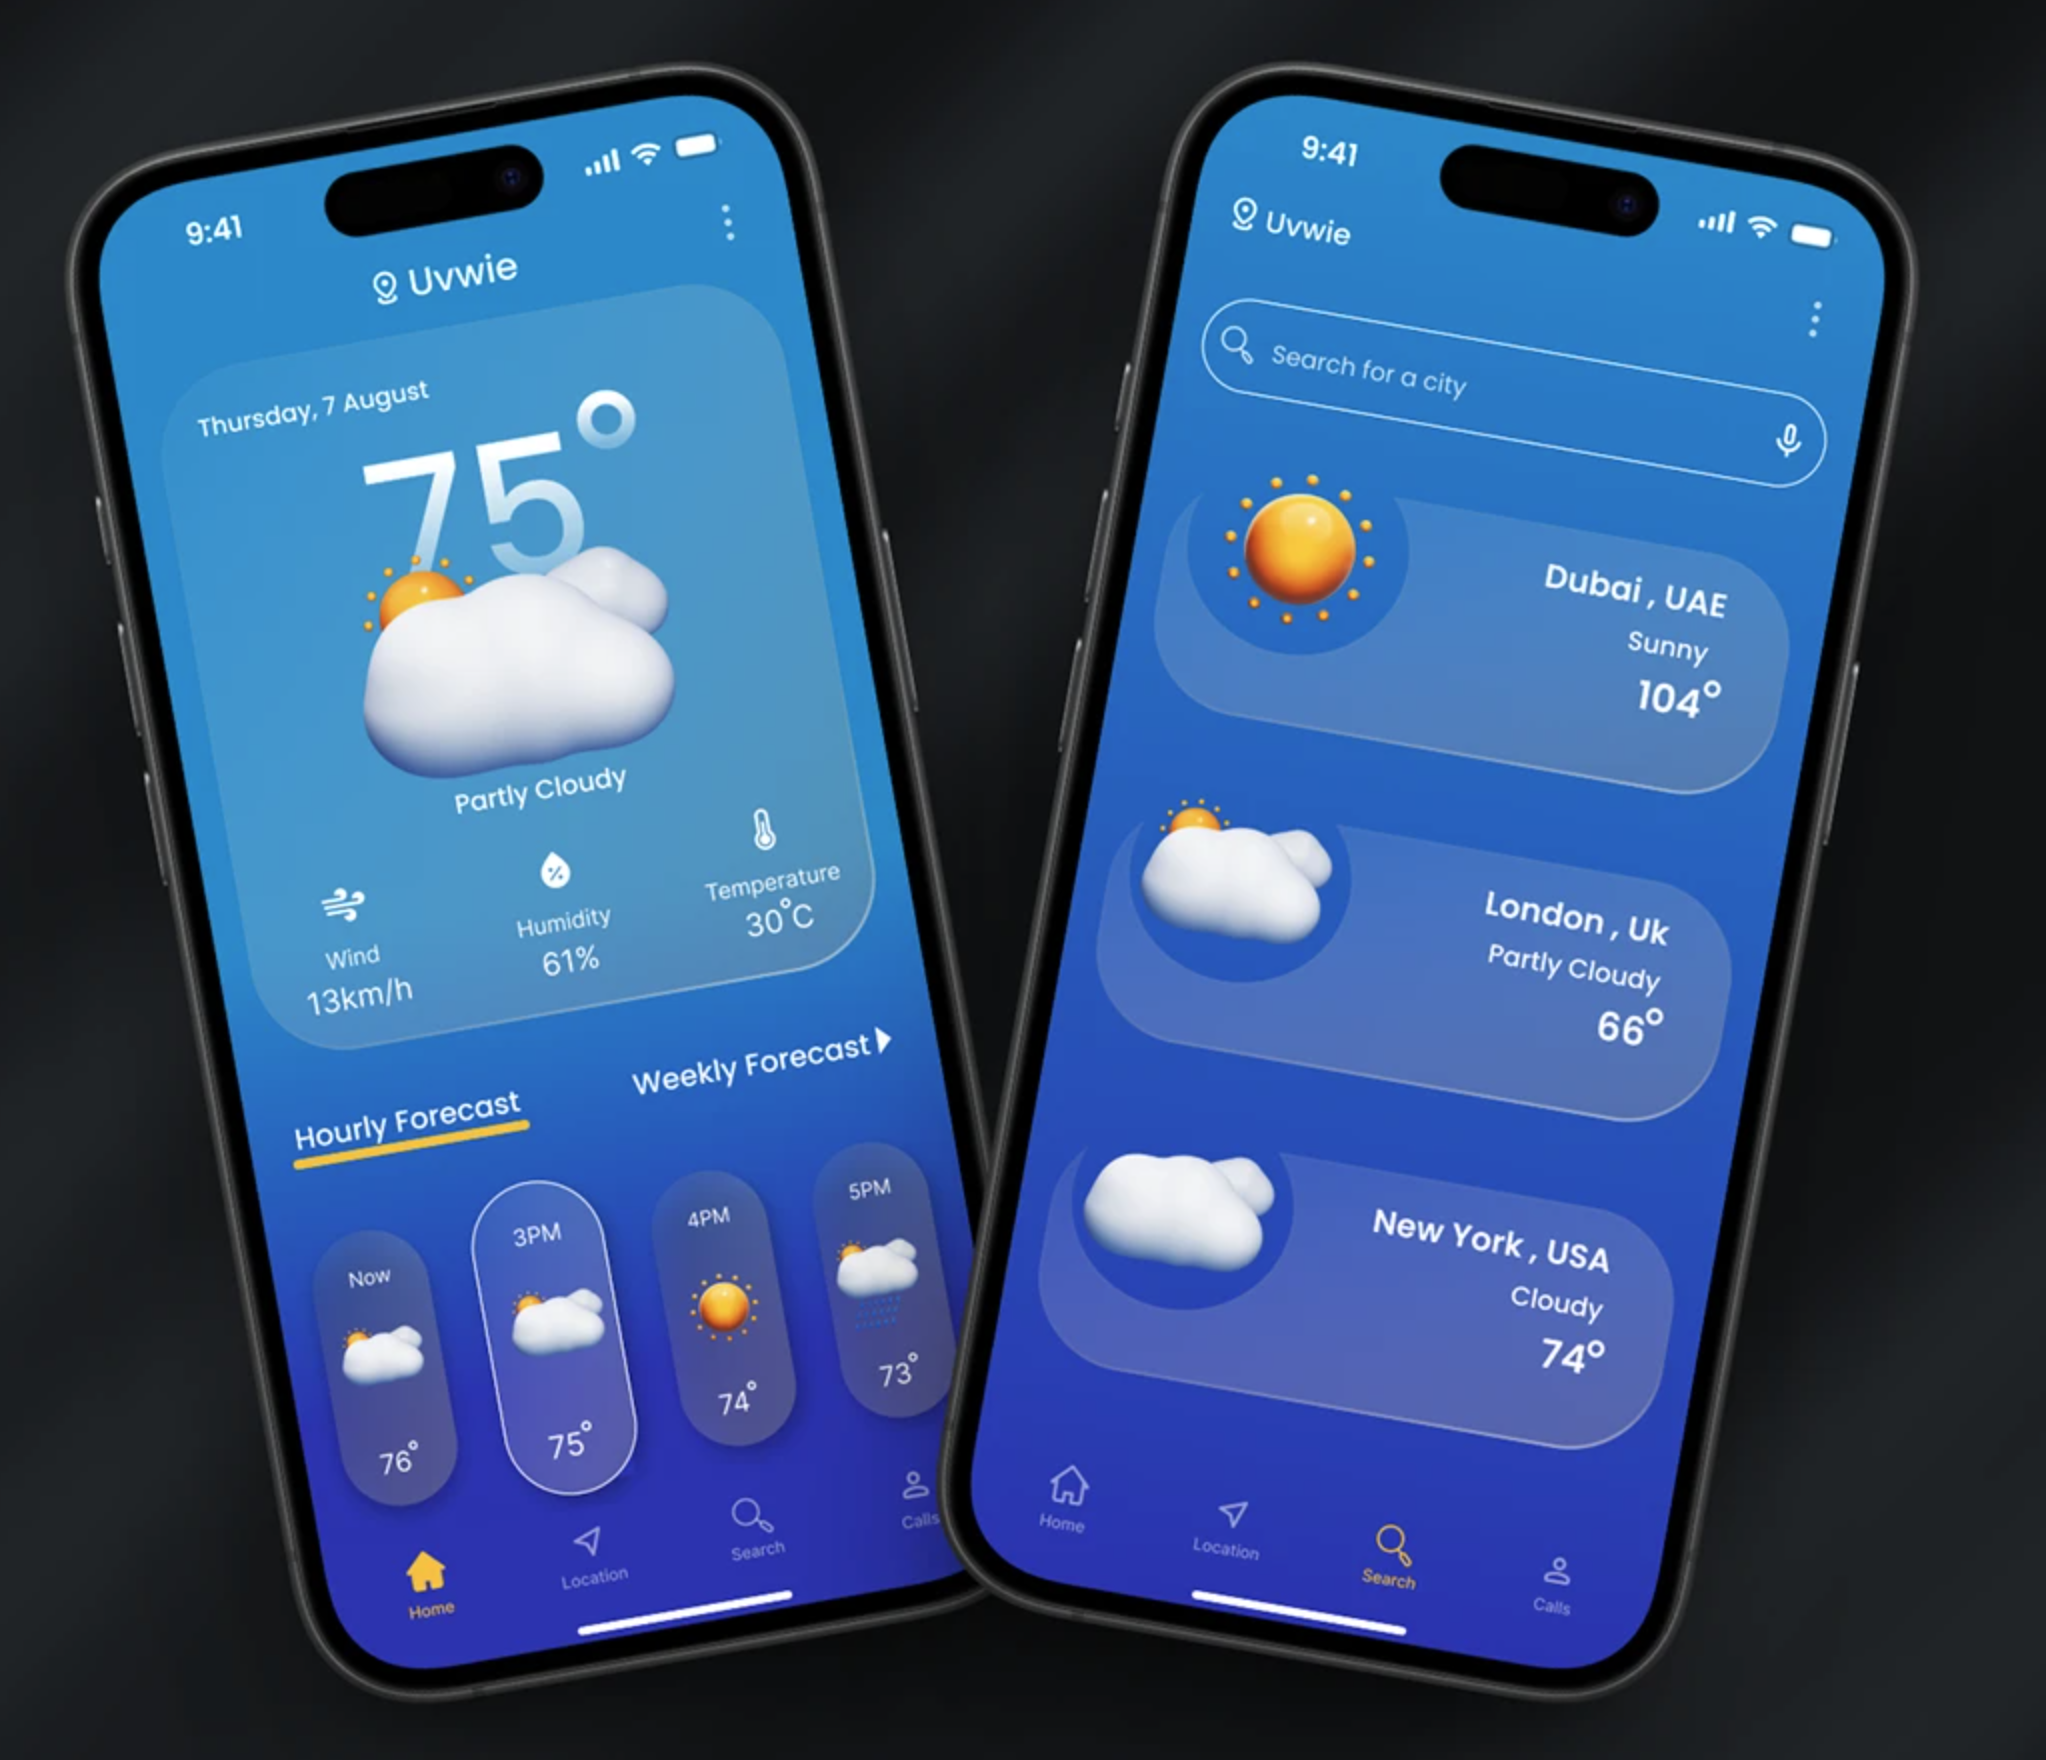 9:41
Uvwie
Thursday, 7 August
75°
Partly Cloudy
Wind
13km/h
Humidity
61%
Temperature
30°C
Hourly Forecast
Weekly Forecast
Now
76°
3PM
75°
4PM
74°
5PM
73°
Home
Location
Search
Calls
9:41
Uvwie
Search for a city
Dubai , UAE
Sunny
104°
London , Uk
Partly Cloudy
66°
New York , USA
Cloudy
74°
Home
Location
Search
Calls